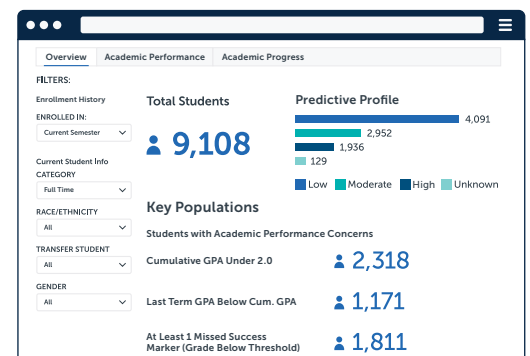 Overview
Academic Performance
Academic Progress
FILTERS:
Enrollment History
ENROLLED IN:
Current Semester
Current Student Info
CATEGORY
Full Time
RACE/ETHNICITY
All
TRANSFER STUDENT
All
GENDER
All
Total Students
9,108
Predictive Profile
4,091
2,952
1,936
129
Low Moderate High Unknown
Key Populations
Students with Academic Performance Concerns
Cumulative GPA Under 2.0
2,318
Last Term GPA Below Cum. GPA
1,171
At Least 1 Missed Success
Marker (Grade Below Threshold)
1,811